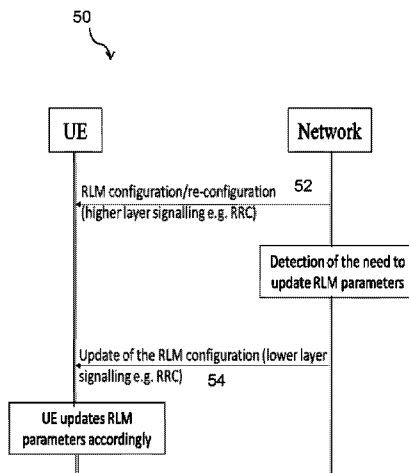 50
UE
Network
RLM configuration/re-configuration
52
(higher layer signalling e.g. RRC)
Detection of the need to
update RLM parameters
Update of the RLM configuration (lower layer
signalling e.g. RRC)
54
UE updates RLM
parameters accordingly